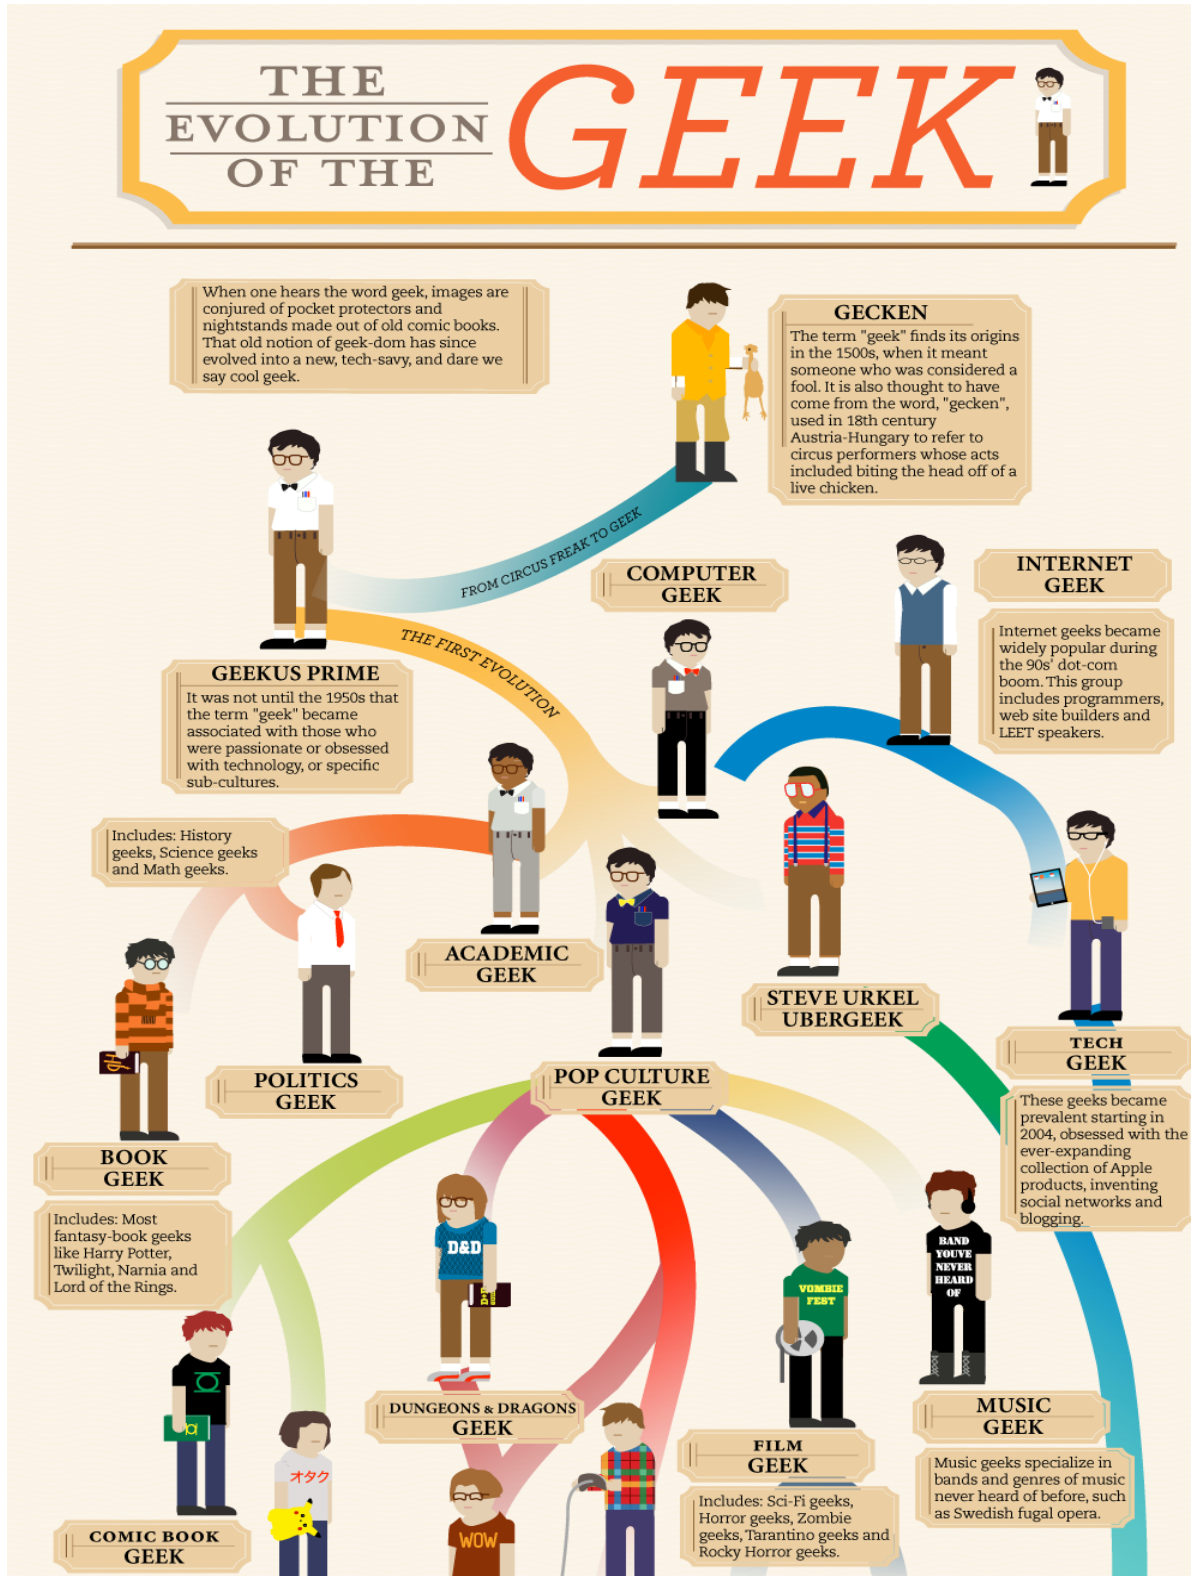 THE
EVOLUTION
OF THE
GEEK
When one hears the word geek, images are
conjured of pocket protectors and
nightstands made out of old comic books.
That old notion of geek-dom has since
evolved into a new, tech-savy, and dare we
say cool geek.
GECKEN
The term "geek" finds its origins
in the 1500s, when it meant
someone who was considered a
fool. It is also thought to have
come from the word, "gecken",
used in 18th century
Austria-Hungary to refer to
circus performers whose acts
included biting the head off of a
live chicken.
FROM CIRCUS FREAK TO GEEK
COMPUTER
GEEK
INTERNET
GEEK
Internet geeks became
widely popular during
the 90s' dot-com
boom. This group
includes programmers,
web site builders and
LEET speakers.
THE FIRST EVOLUTION
GEEKUS PRIME
It was not until the 1950s that
the term "geek" became
associated with those who
were passionate or obsessed
with technology, or specific
sub-cultures.
Includes: History
geeks, Science geeks
and Math geeks.
ACADEMIC
GEEK
STEVE URKEL
UBERGEEK
TECH
GEEK
These geeks became
prevalent starting in
2004, obsessed with the
ever-expanding
collection of Apple
products, inventing
social networks and
blogging.
POLITICS
GEEK
POP CULTURE
GEEK
BOOK
GEEK
Includes: Most
fantasy-book geeks
like Harry Potter,
Twilight, Narnia and
Lord of the Rings.
D&D
D+D
VOMBIE
FEST
BAND
YOUVE
NEVER
HEARD
OF
DUNGEONS & DRAGONS
GEEK
MUSIC
GEEK
Music geeks specialize in
bands and genres of music
never heard of before, such
as Swedish fugal opera.
FILM
GEEK
Includes: Sci-Fi geeks,
Horror geeks, Zombie
geeks, Tarantino geeks and
Rocky Horror geeks.
オタク
WOW
COMIC BOOK
GEEK